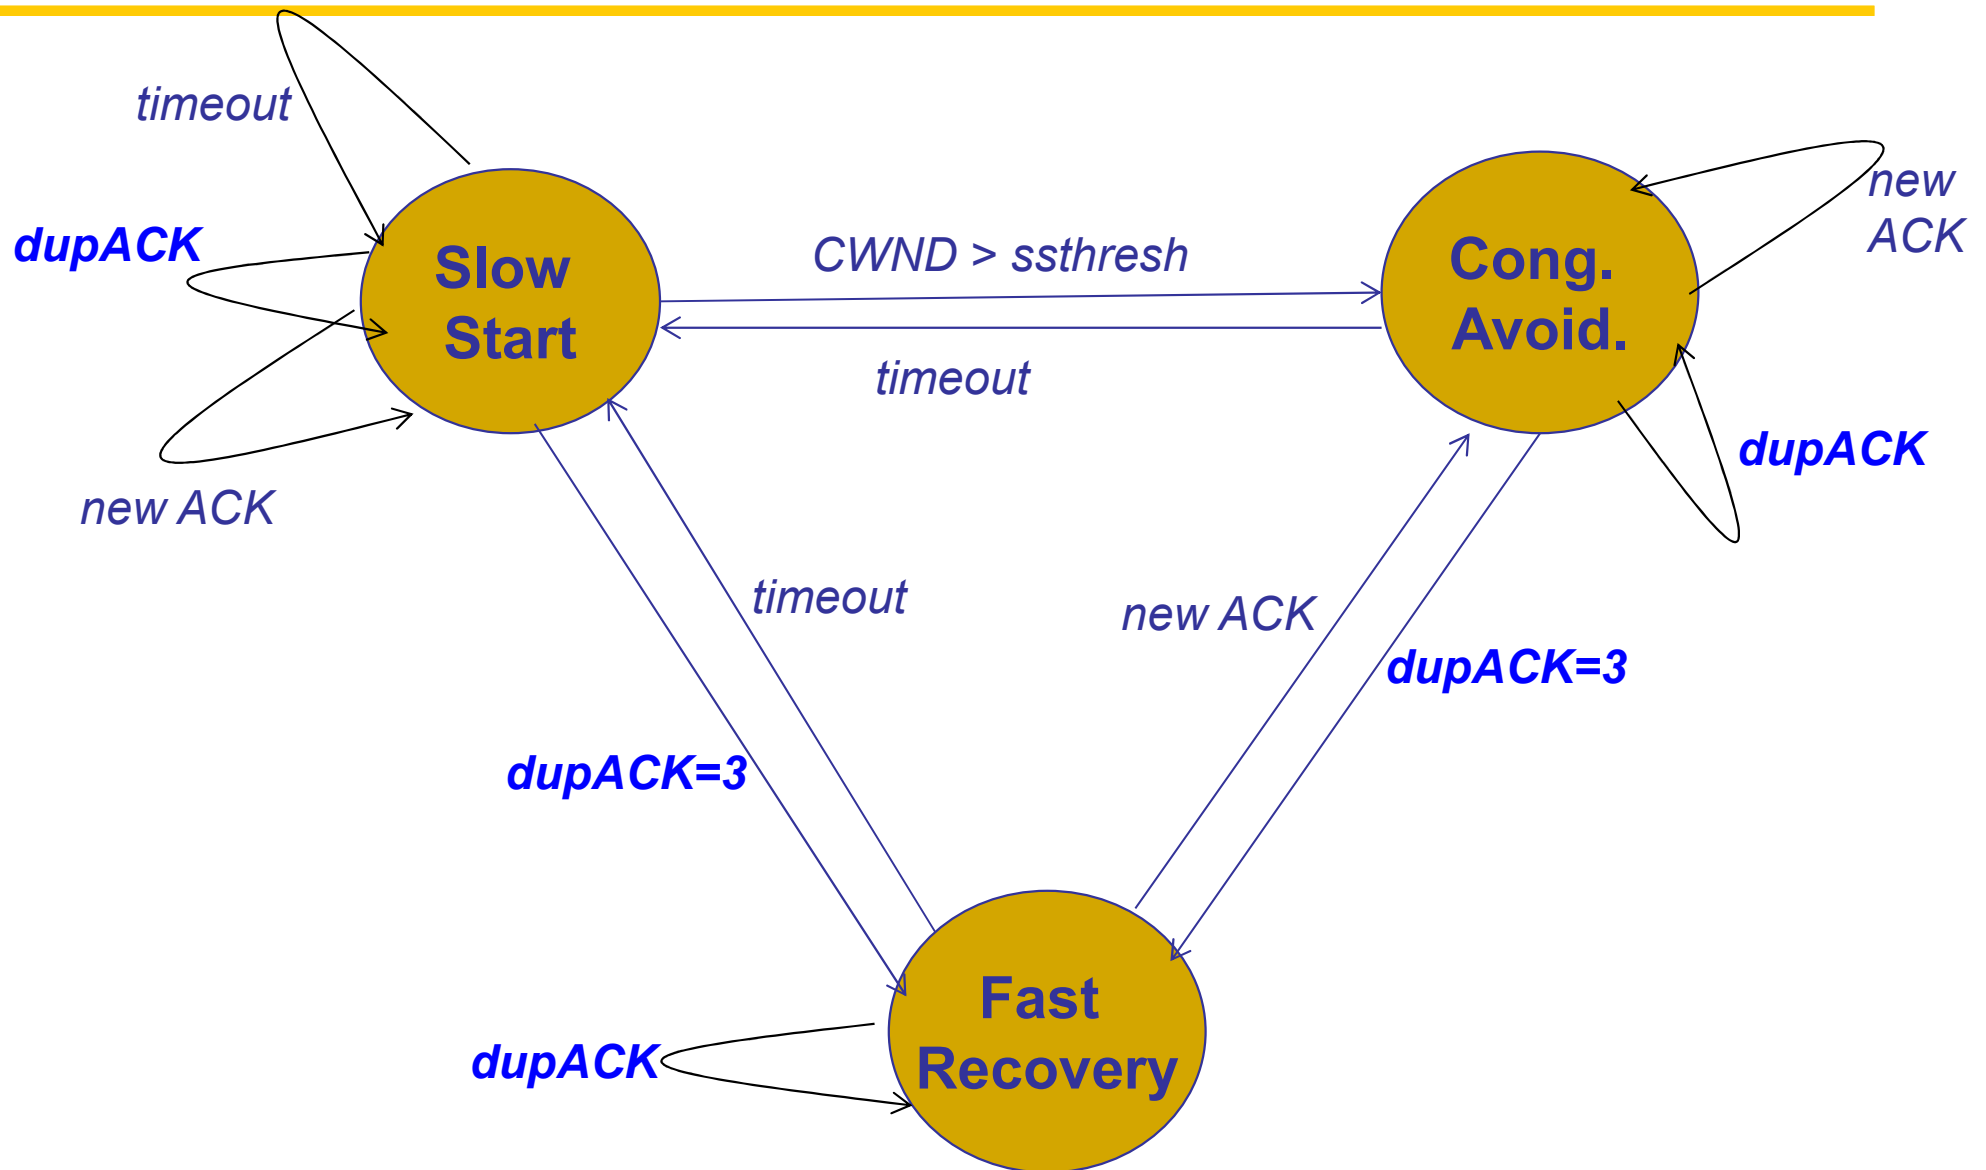 timeout
dupACK
Slow
Start
new ACK
CWND > ssthresh
timeout
Cong.
Avoid.
new
ACK
dupACK
timeout
new ACK
dupACK=3
dupACK=3
Fast
Recovery
dupACK